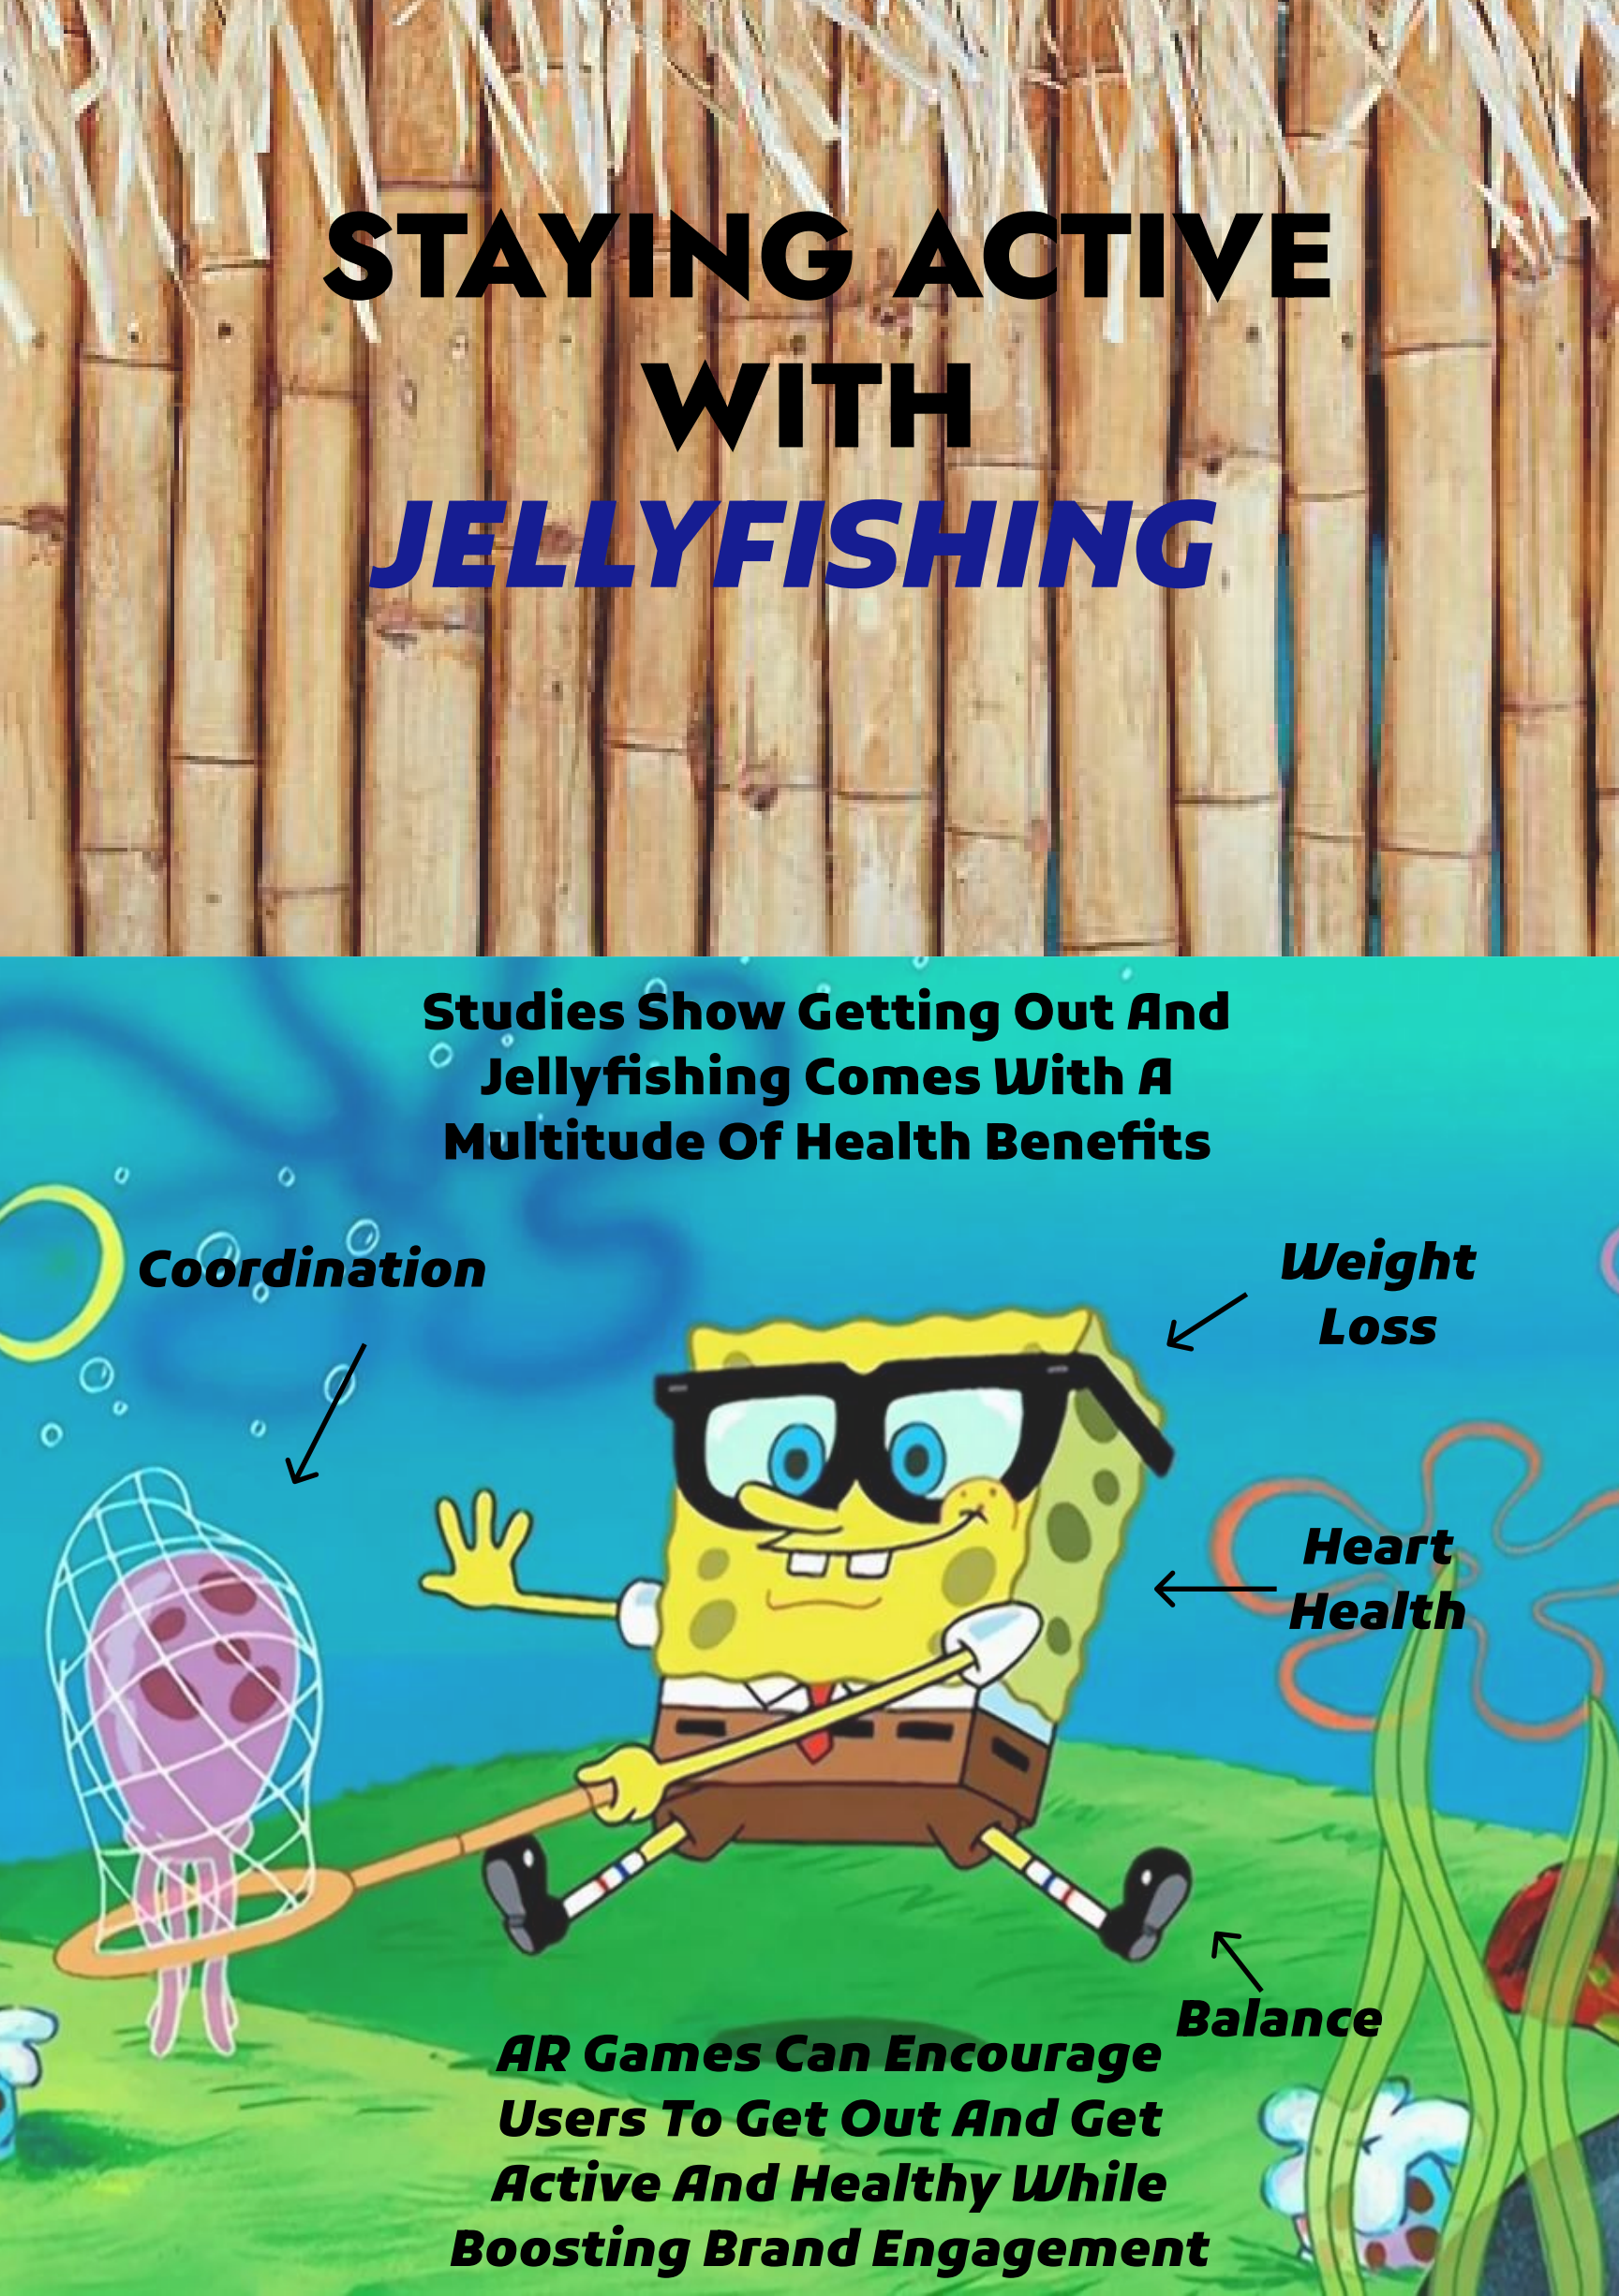 STAYING ACTIVE
WITH
JELLYFISHING
Studies Show Getting Out And
Jellyfishing Comes With A
Multitude Of Health Benefits
Coordination
Weight
Loss
Heart
Health
Balance
AR Games Can Encourage
Users To Get Out And Get
Active And Healthy While
Boosting Brand Engagement